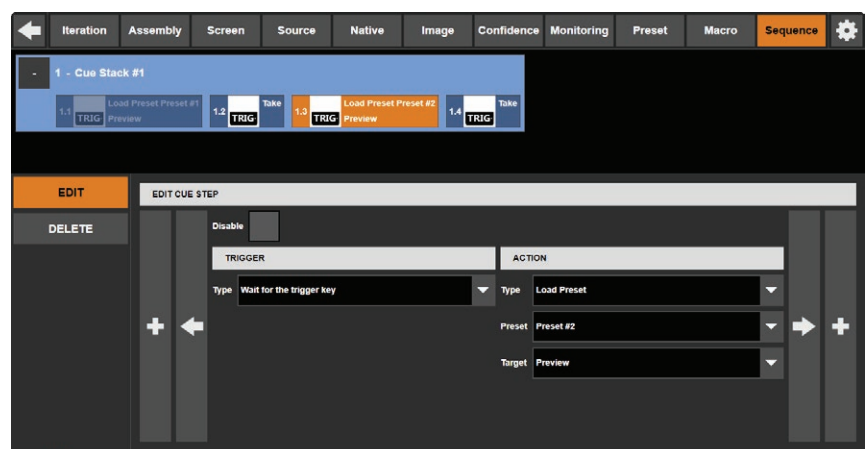 Iteration Assembly Screen Source Native Image Confidence Monitoring Preset Macro Sequence
- 1 - Cue Stack #1
1.1 TRIG Load Preset Preset #1 Preview
1.2 TRIG Take
1.3 TRIG Load Preset Preset #2 Preview
1.4 TRIG Take
EDIT
DELETE
EDIT CUE STEP
Disable
TRIGGER
Type Wait for the trigger key
ACTION
Type Load Preset
Preset Preset #2
Target Preview